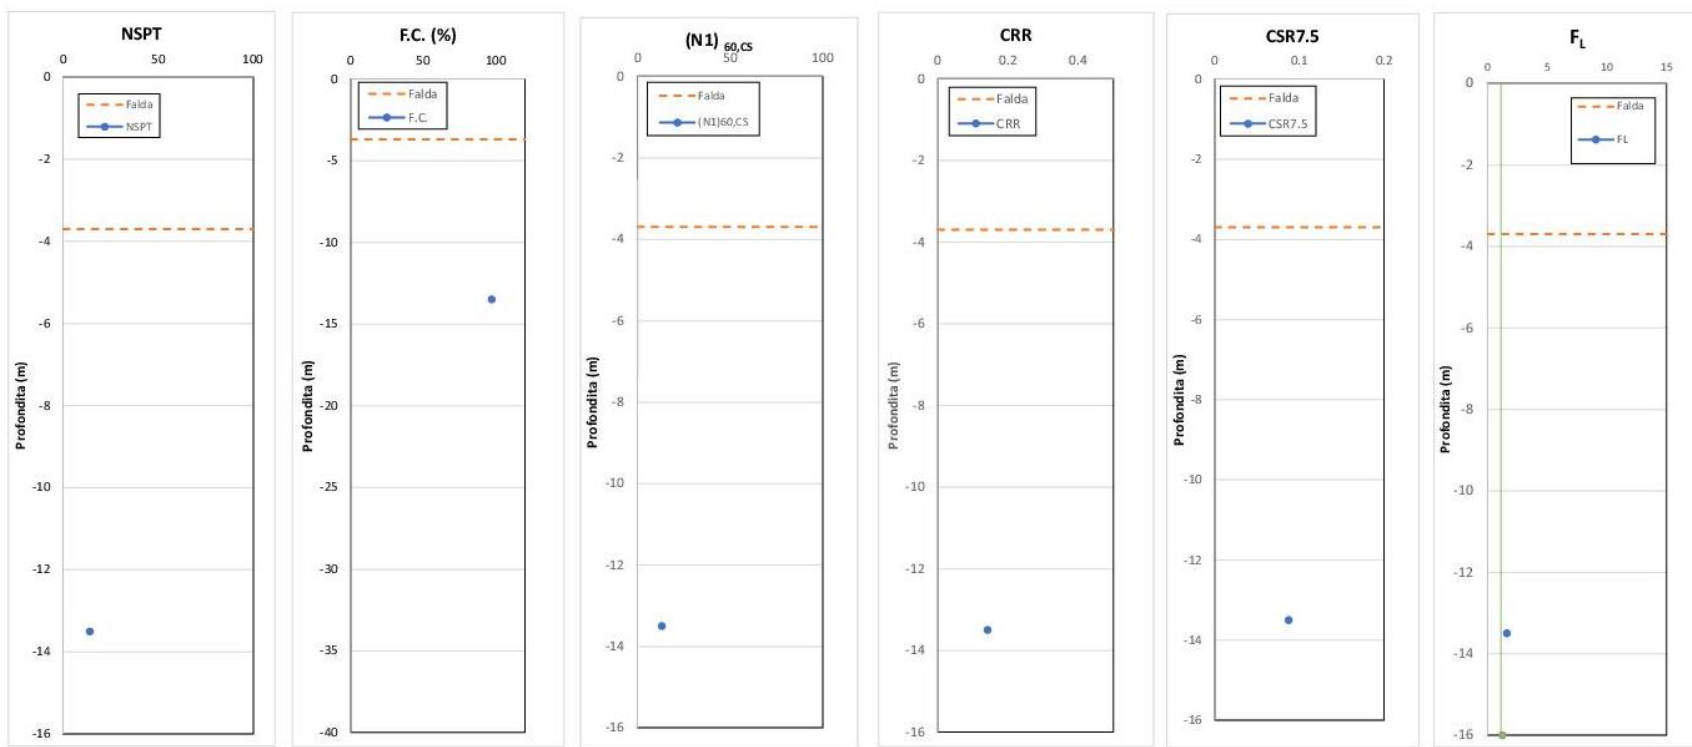 NSPT
0 50 100
0
-2
-4
-6
-8
-10
-12
-14
-16
Profondita (m)
Falda
NSPT
F.C. (%)
0 50 100
0
-5
-10
-15
-20
-25
-30
-35
-40
Profondita (m)
Falda
F.C.
(N1) 60,CS
0 50 100
0
-2
-4
-6
-8
-10
-12
-14
-16
Profondita (m)
Falda
(N1)60,CS
CRR
0 0.2 0.4
0
-2
-4
-6
-8
-10
-12
-14
-16
Profondita (m)
Falda
CRR
CSR7.5
0 0.1 0.2
0
-2
-4
-6
-8
-10
-12
-14
-16
Profondita (m)
Falda
CSR7.5
FL
0 5 10 15
0
-2
-4
-6
-8
-10
-12
-14
-16
Profondita (m)
Falda
FL